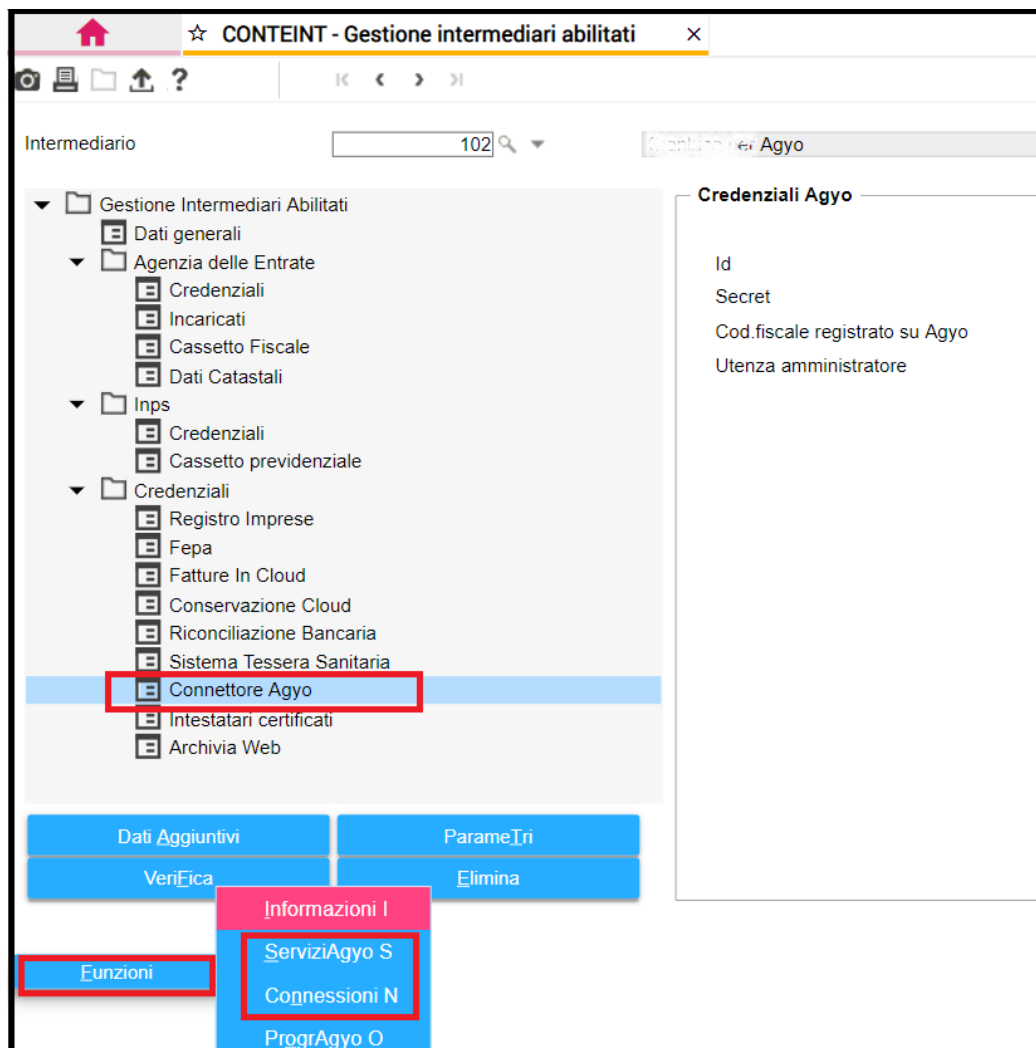 ☆ CONTEINT - Gestione intermediari abilitati ×
?
Intermediario 102 Agyo
Gestione Intermediari Abilitati
Dati generali
Agenzia delle Entrate
Credenziali
Incaricati
Cassetto Fiscale
Dati Catastali
Inps
Credenziali
Cassetto previdenziale
Credenziali
Registro Imprese
Fepa
Fatture In Cloud
Conservazione Cloud
Riconciliazione Bancaria
Sistema Tessera Sanitaria
Connettore Agyo
Intestatari certificati
Archivia Web
Credenziali Agyo
Id
Secret
Cod.fiscale registrato su Agyo
Utenza amministratore
Dati Aggiuntivi ParameTri
VeriFica Elimina
Informazioni I
ServiziAgyo S
Funzioni
Connessioni N
ProgrAgyo O